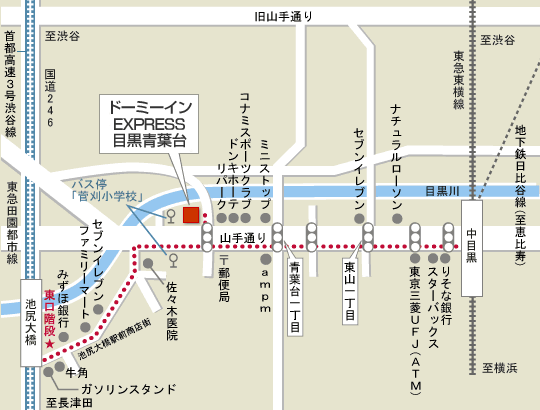 旧山手通り
至渋谷
至渋谷
首都高速3号渋谷線
国道246
東急東横線
ドーミーイン
EXPRESS
目黒青葉台
コナミスポーツクラブ
ドンキホーテ
リパーク
ミニストップ
セブンイレブン
ナチュラルローソン
地下鉄日比谷線(至恵比寿)
バス停
「菅刈小学校」
目黒川
東急田園都市線
山手通り
中目黒
セブンイレブン
ファミリーマート
みずほ銀行
東口階段★
池尻大橋
池尻大橋駅前商店街
佐々木医院
〒郵便局
ampm
青葉台一丁目
東山一丁目
東京三菱UFJ(ATM)
スターバックス
りそな銀行
牛角
ガソリンスタンド
至長津田
至横浜